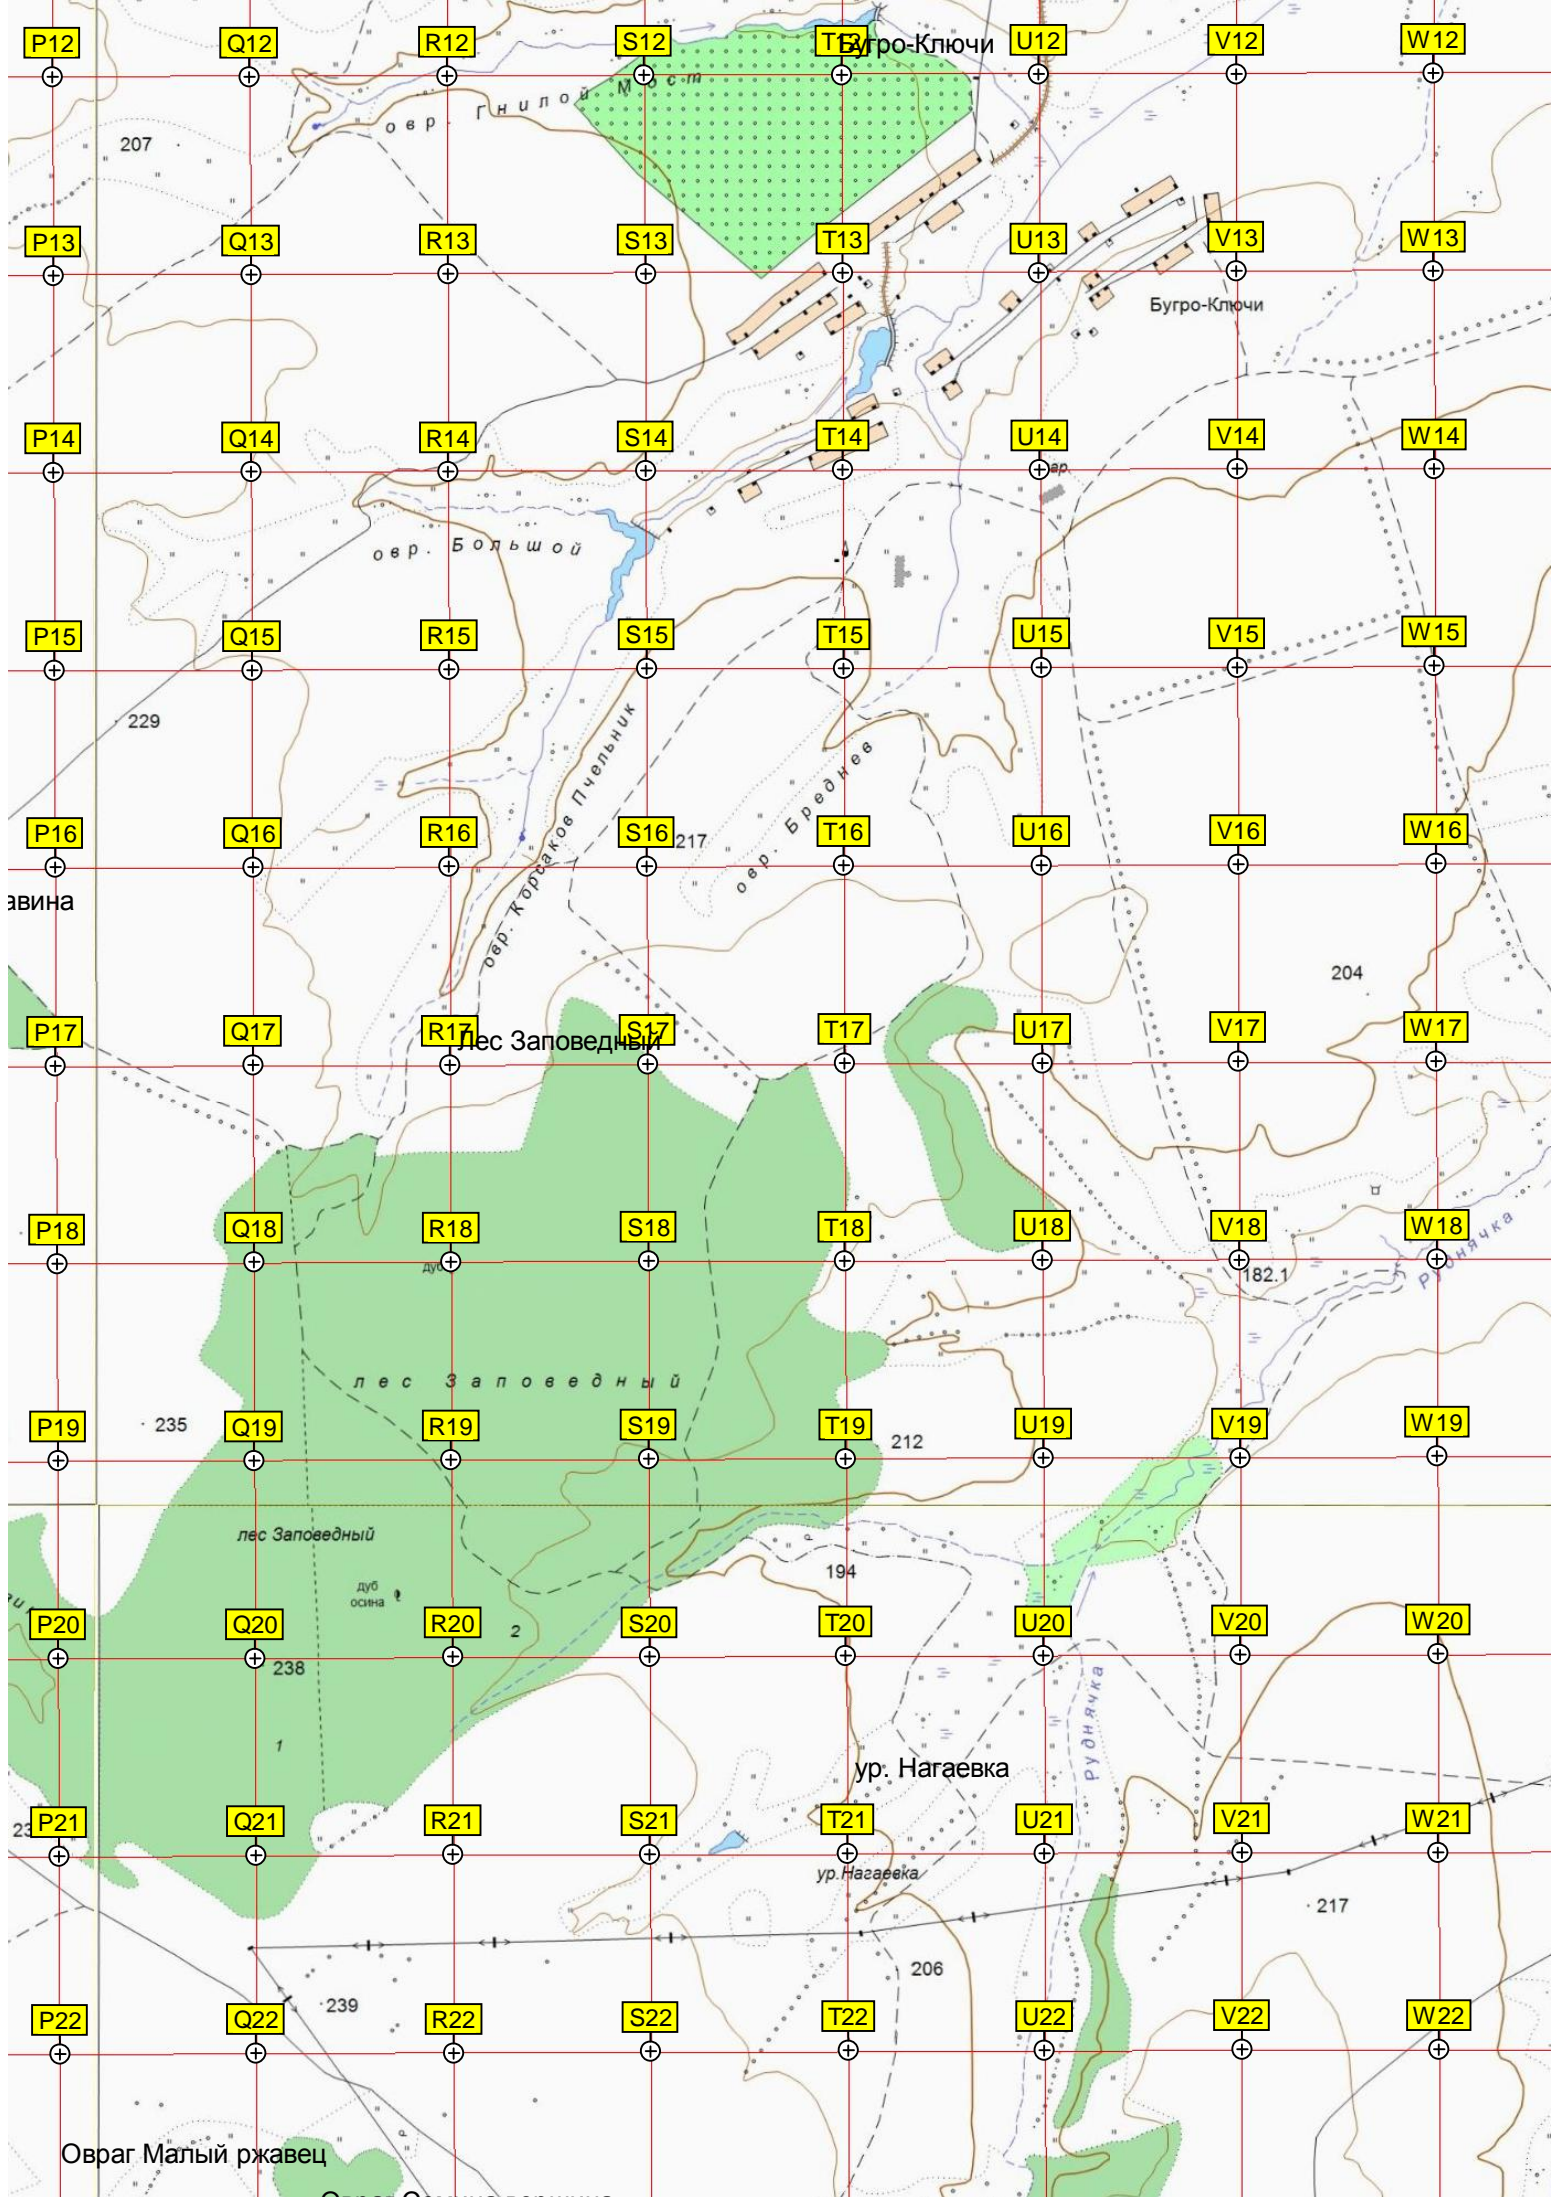 P12 Q12 R12 S12 T12 Бугро-Ключи U12 V12 W12
овр. Гнилой Мост
207
P13 Q13 R13 S13 T13 U13 V13 W13
Бугро-Ключи
P14 Q14 R14 S14 T14 U14 V14 W14
ар.
овр. Большой
P15 Q15 R15 S15 T15 U15 V15 W15
229
овр. Корсаков Пчельник
овр. Бреднев
P16 Q16 R16 S16 217 T16 U16 V16 W16
авина
204
P17 Q17 R17 Лес Заповедный S17 T17 U17 V17 W17
P18 Q18 R18 S18 T18 U18 V18 W18
Руднячка
дуб
182.1
лес Заповедный
P19 235 Q19 R19 S19 T19 212 U19 V19 W19
лес Заповедный
194
дуб
осина
P20 Q20 R20 2 S20 T20 U20 V20 W20
238
Руднячка
1
ур. Нагаевка
P21 Q21 R21 S21 T21 U21 V21 W21
ур.Нагаевка
217
206
239
P22 Q22 R22 S22 T22 U22 V22 W22
Овраг Малый ржавец